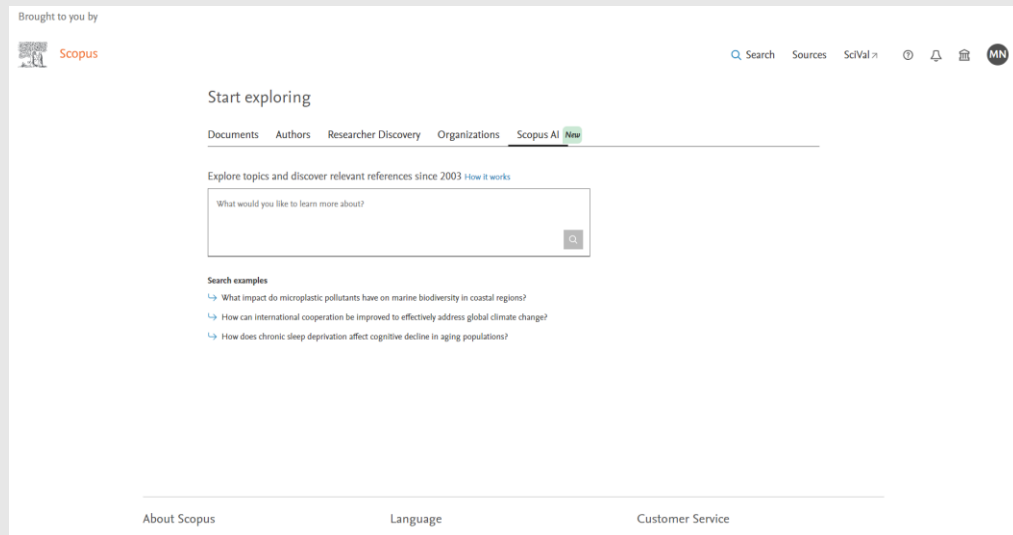 Brought to you by
Scopus
Search Sources SciVal MN
Start exploring
Documents Authors Researcher Discovery Organizations Scopus AI New
Explore topics and discover relevant references since 2003 How it works
What would you like to learn more about?
Search examples
What impact do microplastic pollutants have on marine biodiversity in coastal regions?
How can international cooperation be improved to effectively address global climate change?
How does chronic sleep deprivation affect cognitive decline in aging populations?
About Scopus Language Customer Service